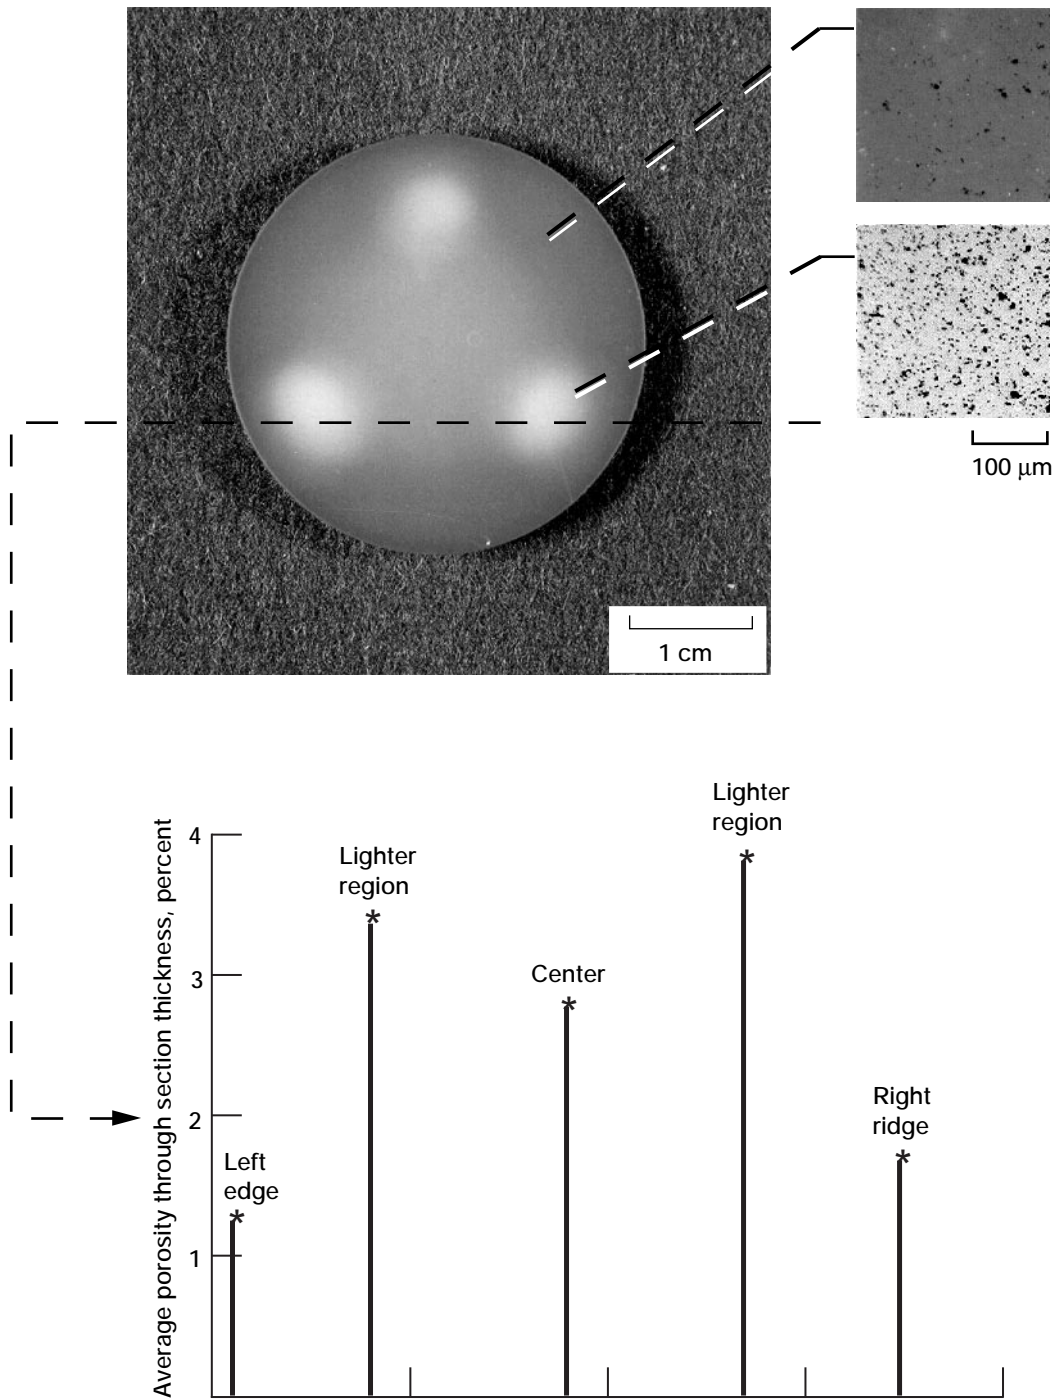 100 μm
1 cm
Average porosity through section thickness, percent
4
3
2
1
Left
edge
Lighter
region
Center
Lighter
region
Right
ridge